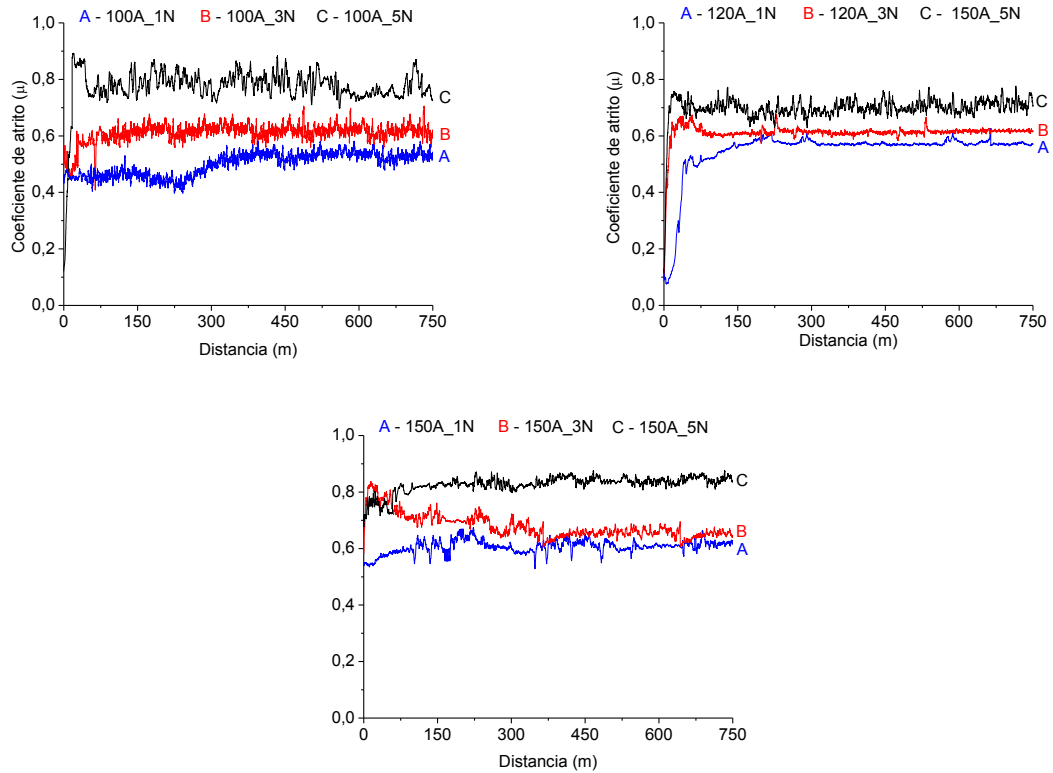 A - 100A_1N B - 100A_3N C - 100A_5N
1,0
0,8
0,6
0,4
0,2
0,0
Coeficiente de atrito (μ)
C
B
A
0 150 300 450 600 750
Distancia (m)
A - 120A_1N B - 120A_3N C - 150A_5N
1,0
0,8
0,6
0,4
0,2
0,0
Coeficiente de atrito (μ)
C
B
A
0 150 300 450 600 750
Distancia (m)
A - 150A_1N B - 150A_3N C - 150A_5N
1,0
0,8
0,6
0,4
0,2
0,0
Coeficiente de atrito (μ)
C
B
A
0 150 300 450 600 750
Distancia (m)